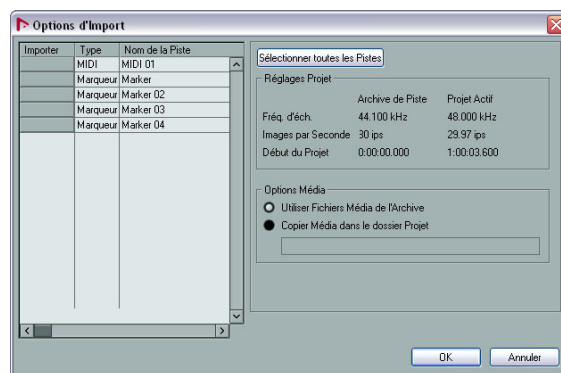 Options d'Import
Importer Type Nom de la Piste
MIDI MIDI 01
Marqueur Marker
Marqueur Marker 02
Marqueur Marker 03
Marqueur Marker 04
Sélectionner toutes les Pistes
Réglages Projet
Archive de Piste Projet Actif
Fréq. d'éch. 44.100 kHz 48.000 kHz
Images par Seconde 30 ips 29.97 ips
Début du Projet 0:00:00.000 1:00:03.600
Options Média
Utiliser Fichiers Média de l'Archive
Copier Média dans le dossier Projet
OK Annuler